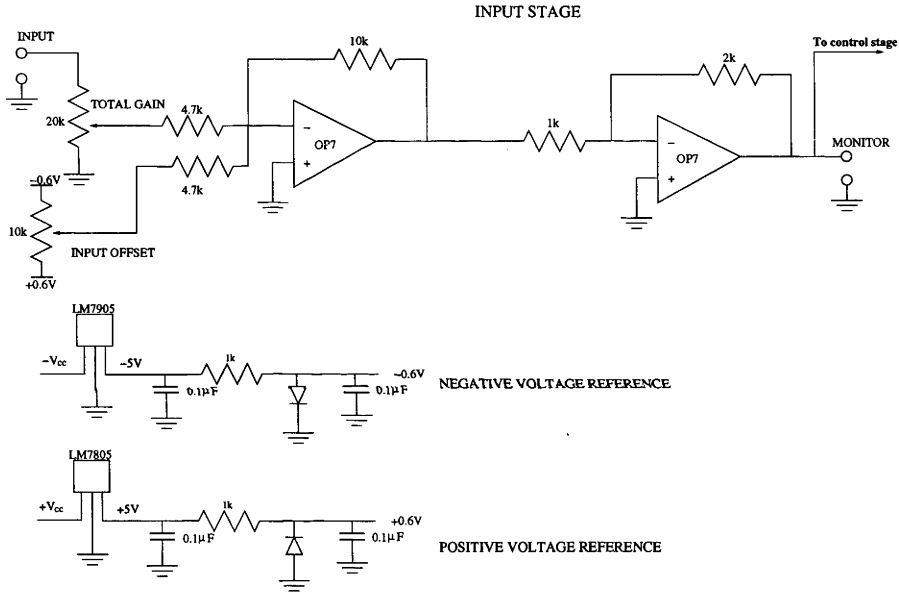 INPUT STAGE
INPUT
10k
2k
To control stage
TOTAL GAIN
4.7k
20k
1k
−
OP7
+
−
OP7
+
MONITOR
4.7k
−0.6V
10k
INPUT OFFSET
+0.6V
LM7905
−Vcc
−5V
1k
−0.6V
0.1μF
0.1μF
NEGATIVE VOLTAGE REFERENCE
LM7805
+Vcc
+5V
1k
+0.6V
0.1μF
0.1μF
POSITIVE VOLTAGE REFERENCE